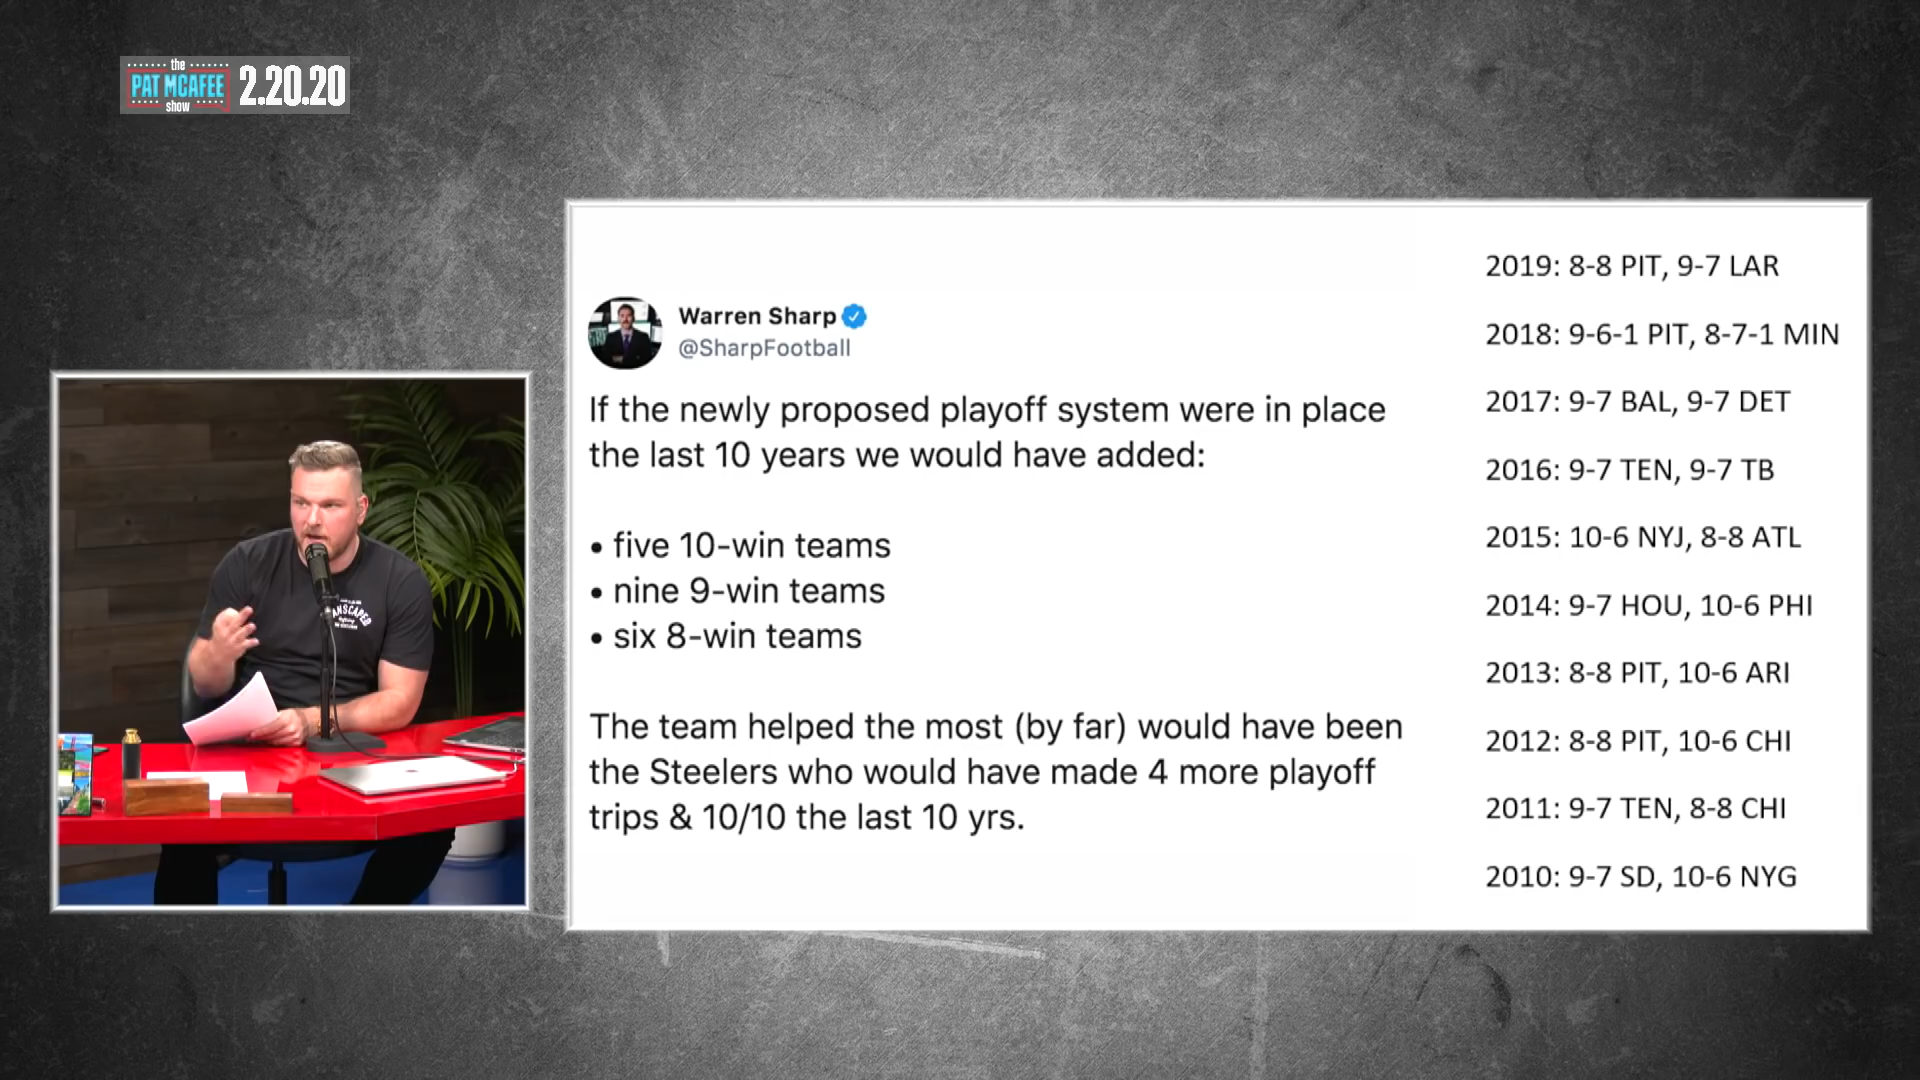 the
PAT MCAFEE
show
2.20.20
Warren Sharp
@SharpFootball
If the newly proposed playoff system were in place
the last 10 years we would have added:
• five 10-win teams
• nine 9-win teams
• six 8-win teams
The team helped the most (by far) would have been
the Steelers who would have made 4 more playoff
trips & 10/10 the last 10 yrs.
2019: 8-8 PIT, 9-7 LAR
2018: 9-6-1 PIT, 8-7-1 MIN
2017: 9-7 BAL, 9-7 DET
2016: 9-7 TEN, 9-7 TB
2015: 10-6 NYJ, 8-8 ATL
2014: 9-7 HOU, 10-6 PHI
2013: 8-8 PIT, 10-6 ARI
2012: 8-8 PIT, 10-6 CHI
2011: 9-7 TEN, 8-8 CHI
2010: 9-7 SD, 10-6 NYG